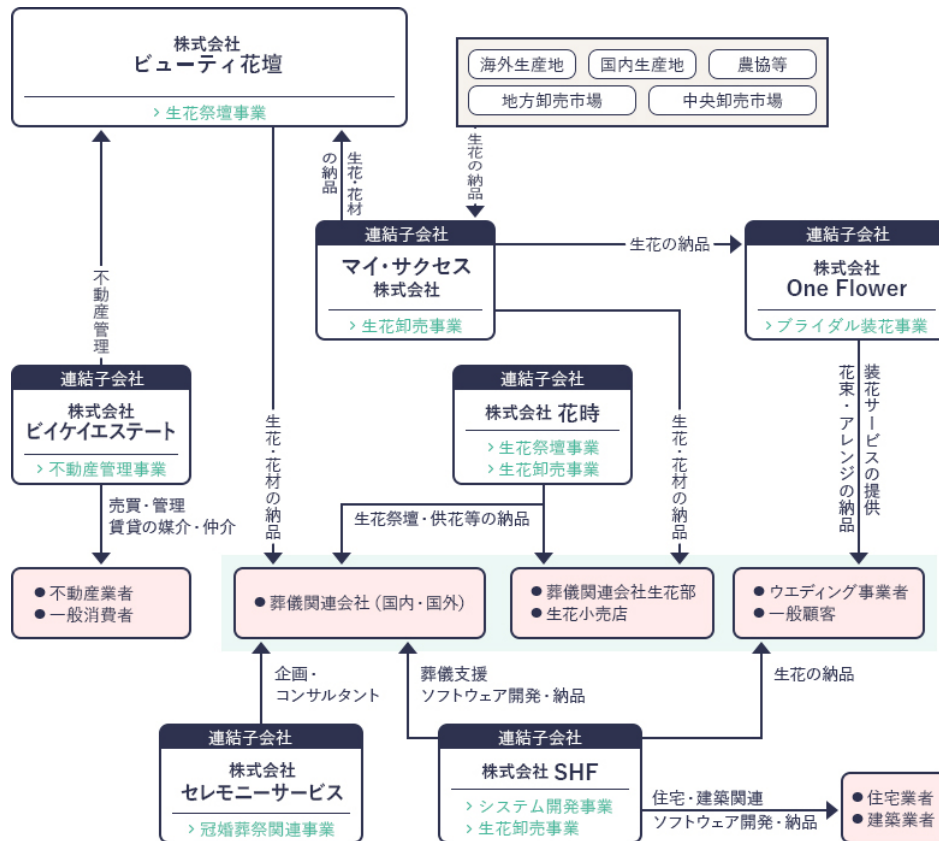 株式会社
ビューティ花壇
> 生花祭壇事業
海外生産地
国内生産地
農協等
地方卸売市場
中央卸売市場
生花・花材
の納品
生花の納品
連結子会社
マイ・サクセス
株式会社
> 生花卸売事業
生花の納品
連結子会社
株式会社
One Flower
> ブライダル装花事業
不動産管理
連結子会社
株式会社
ビイケイエステート
> 不動産管理事業
連結子会社
株式会社 花時
> 生花祭壇事業
> 生花卸売事業
生花・花材の納品
生花・花材の納品
装花サービスの提供
花束・アレンジの納品
売買・管理
賃貸の媒介・仲介
生花祭壇・供花等の納品
● 不動産業者
● 一般消費者
● 葬儀関連会社 (国内・国外)
● 葬儀関連会社生花部
● 生花小売店
● ウエディング事業者
● 一般顧客
企画・
コンサルタント
葬儀支援
ソフトウェア開発・納品
生花の納品
連結子会社
株式会社
セレモニーサービス
> 冠婚葬祭関連事業
連結子会社
株式会社 SHF
> システム開発事業
> 生花卸売事業
住宅・建築関連
ソフトウェア開発・納品
● 住宅業者
● 建築業者